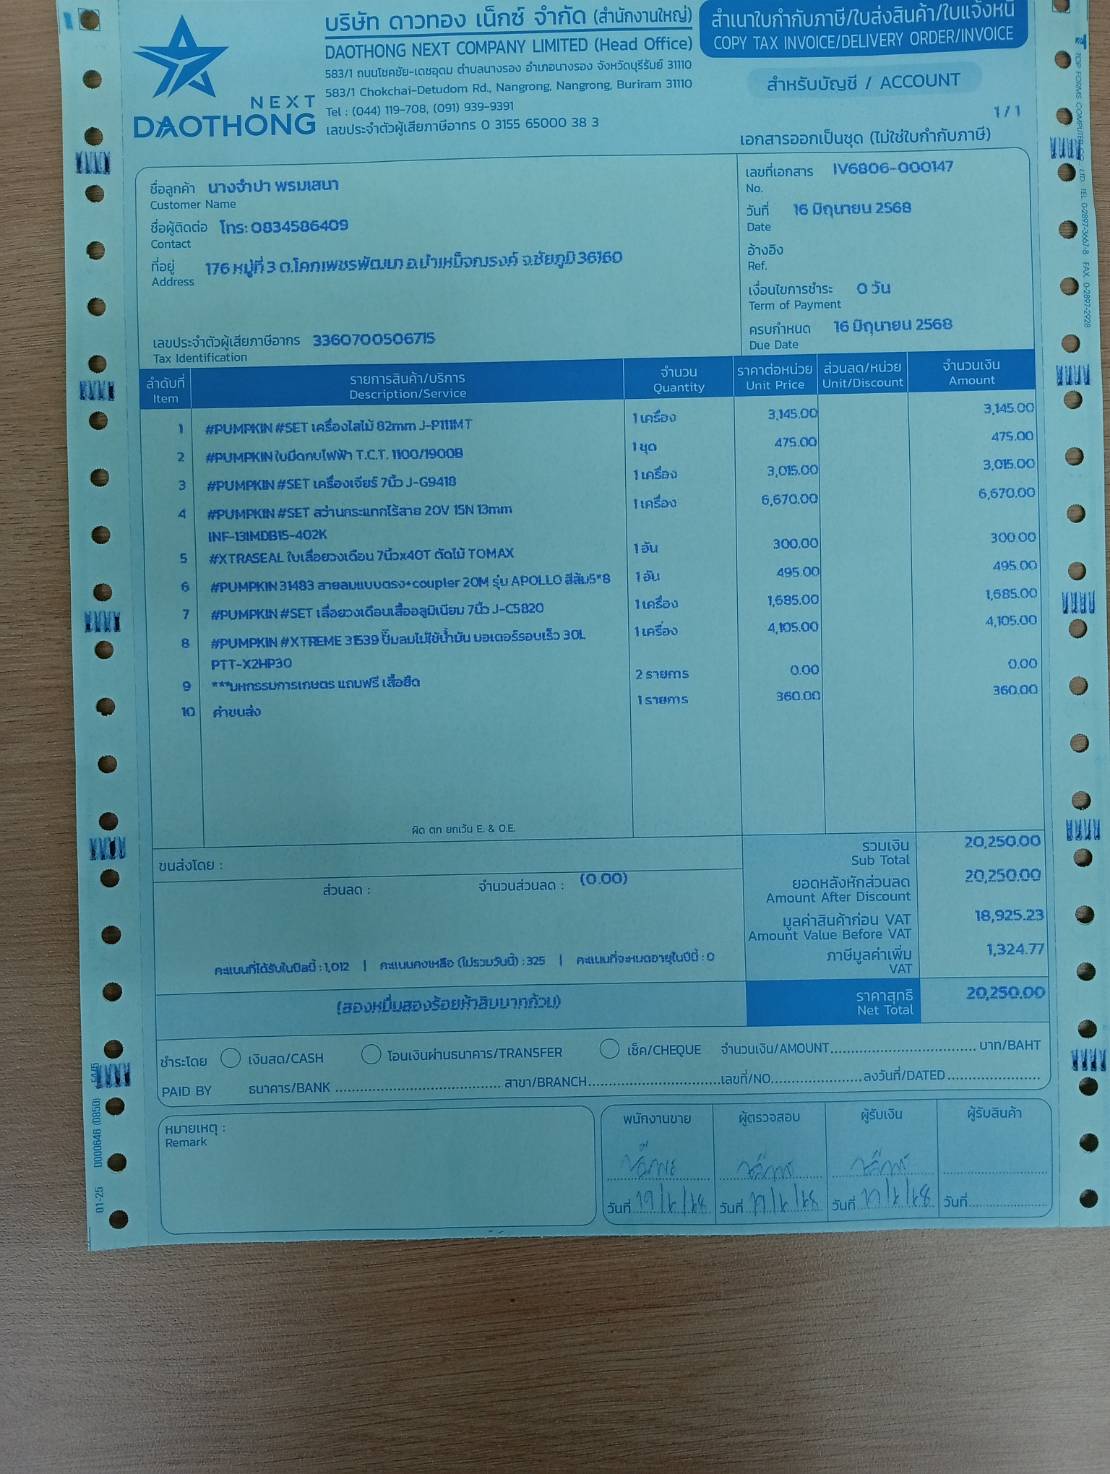 บริษัท ดาวทอง เน็กซ์ จำกัด (สำนักงานใหญ่)
DAOTHONG NEXT COMPANY LIMITED (Head Office)
583/1 ถนนโชคชัย-เดชอุดม ตำบลนางรอง อำเภอนางรอง จังหวัดบุรีรัมย์ 31110
583/1 Chokchai-Detudom Rd., Nangrong, Nangrong, Buriram 31110
Tel : (044) 119-708, (091) 939-9391
เลขประจำตัวผู้เสียภาษีอากร 0 3155 65000 38 3
NEXT
DAOTHONG
สำเนาใบกำกับภาษี/ใบส่งสินค้า/ใบแจ้งหนี้
COPY TAX INVOICE/DELIVERY ORDER/INVOICE
สำหรับบัญชี / ACCOUNT
1 / 1
เอกสารออกเป็นชุด (ไม่ใช่ใบกำกับภาษี)
ชื่อลูกค้า นางจำปา พรมเสนา
Customer Name
ชื่อผู้ติดต่อ โทร: 0834586409
Contact
ที่อยู่ 176 หมู่ที่ 3 ต.โคกเพชรพัฒนา อ.บำเหน็จณรงค์ จ.ชัยภูมิ 36160
Address
เลขประจำตัวผู้เสียภาษีอากร 3360700506715
Tax Identification
เลขที่เอกสาร IV6806-000147
No.
วันที่ 16 มิถุนายน 2568
Date
อ้างอิง
Ref.
เงื่อนไขการชำระ 0 วัน
Term of Payment
ครบกำหนด 16 มิถุนายน 2568
Due Date
ลำดับที่ รายการสินค้า/บริการ จำนวน ราคาต่อหน่วย ส่วนลด/หน่วย จำนวนเงิน
Item Description/Service Quantity Unit Price Unit/Discount Amount
1 #PUMPKIN #SET เครื่องไสไม้ 82mm J-P111MT 1 เครื่อง 3,145.00 3,145.00
2 #PUMPKIN ใบมีดกบไฟฟ้า T.C.T. 1100/1900B 1 ชุด 475.00 475.00
3 #PUMPKIN #SET เครื่องเจียร์ 7นิ้ว J-G9418 1 เครื่อง 3,015.00 3,015.00
4 #PUMPKIN #SET สว่านกระแทกไร้สาย 20V 15N 13mm 1 เครื่อง 6,670.00 6,670.00
INF-13IMDB15-402K
5 #XTRASEAL ใบเลื่อยวงเดือน 7นิ้วx40T ตัดไม้ TOMAX 1 อัน 300.00 300.00
6 #PUMPKIN 31483 สายลมแบบตรง+coupler 20M รุ่น APOLLO สีส้ม5*8 1 อัน 495.00 495.00
7 #PUMPKIN #SET เลื่อยวงเดือนเสื้ออลูมิเนียม 7นิ้ว J-C5820 1 เครื่อง 1,685.00 1,685.00
8 #PUMPKIN #XTREME 31539 ปั๊มลมไม่ใช้น้ำมัน มอเตอร์รอบเร็ว 30L 1 เครื่อง 4,105.00 4,105.00
PTT-X2HP30
9 ***มหกรรมการเกษตร แถมฟรี เสื้อยืด 2 รายการ 0.00 0.00
10 ค่าขนส่ง 1 รายการ 360.00 360.00
ผิด ตก ยกเว้น E. & O.E.
ขนส่งโดย :
ส่วนลด : จำนวนส่วนลด : (0.00)
รวมเงิน 20,250.00
Sub Total
ยอดหลังหักส่วนลด 20,250.00
Amount After Discount
มูลค่าสินค้าก่อน VAT 18,925.23
Amount Value Before VAT
ภาษีมูลค่าเพิ่ม 1,324.77
VAT
คะแนนที่ได้รับในบิลนี้ : 1,012 | คะแนนคงเหลือ (ไม่รวมวันนี้) : 325 | คะแนนที่จะหมดอายุในปีนี้ : 0
(สองหมื่นสองร้อยห้าสิบบาทถ้วน)
ราคาสุทธิ 20,250.00
Net Total
ชำระโดย เงินสด/CASH โอนเงินผ่านธนาคาร/TRANSFER เช็ค/CHEQUE จำนวนเงิน/AMOUNT บาท/BAHT
PAID BY ธนาคาร/BANK สาขา/BRANCH เลขที่/NO. ลงวันที่/DATED
หมายเหตุ :
Remark
พนักงานขาย ผู้ตรวจสอบ ผู้รับเงิน ผู้รับสินค้า
วันที่ วันที่ วันที่ วันที่